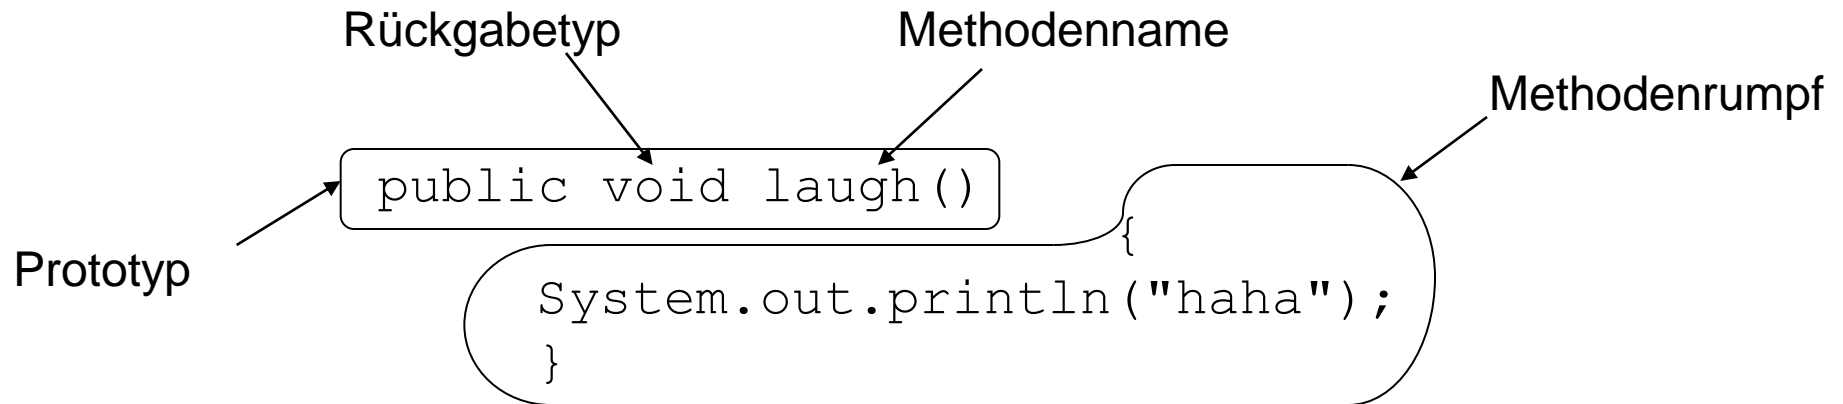 Rückgabetyp
Methodenname
Methodenrumpf
public void laugh()
Prototyp
{
System.out.println("haha");
}